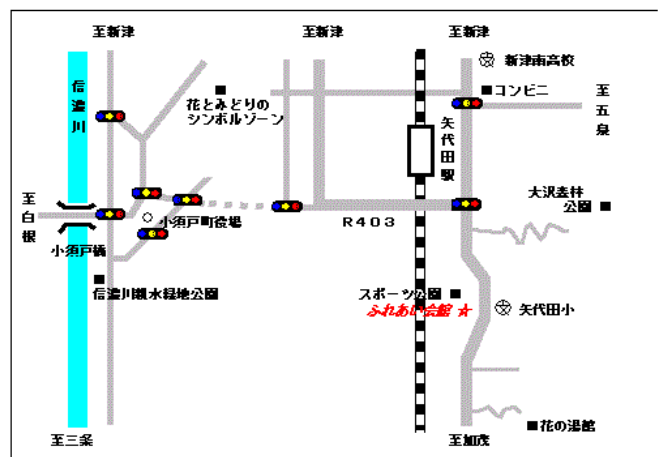 至新津
至新津
至新津
新津南高校
信濃川
コンビニ
至五泉
花とみどりの
シンボルゾーン
矢代田駅
大沢森林
公園
至白根
小須戸町役場
R403
小須戸橋
信濃川親水緑地公園
スポーツ公園
ふれあい会館 ☆
矢代田小
花の湯館
至三条
至加茂